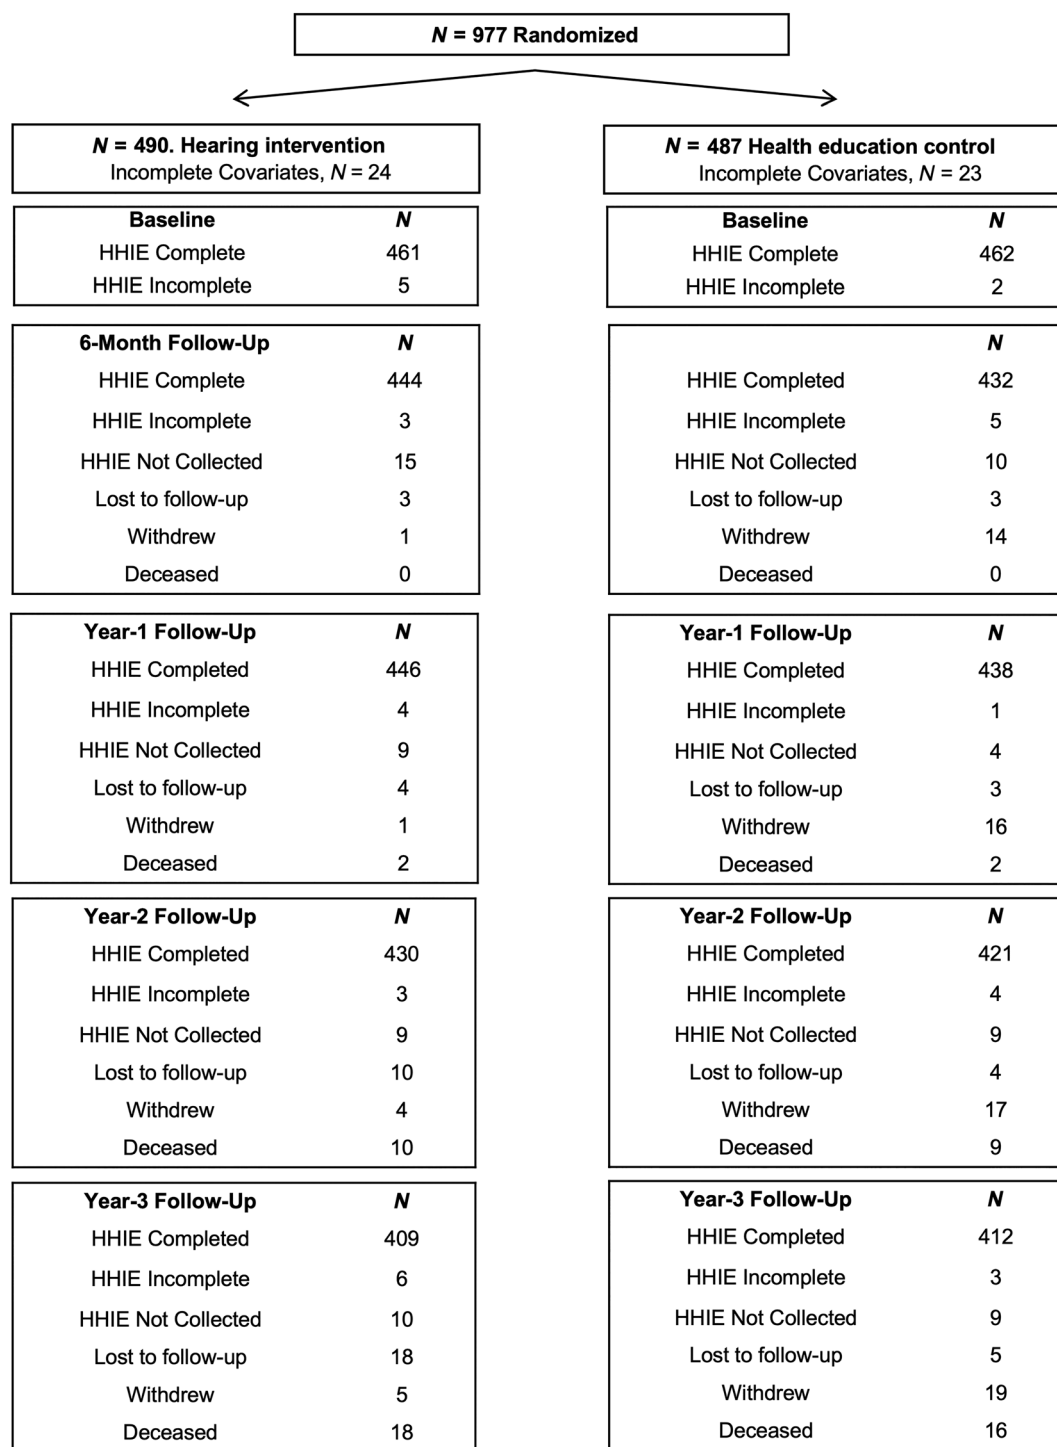 N = 977 Randomized
N = 490. Hearing intervention
Incomplete Covariates, N = 24
Baseline N
HHIE Complete 461
HHIE Incomplete 5
6-Month Follow-Up N
HHIE Complete 444
HHIE Incomplete 3
HHIE Not Collected 15
Lost to follow-up 3
Withdrew 1
Deceased 0
Year-1 Follow-Up N
HHIE Completed 446
HHIE Incomplete 4
HHIE Not Collected 9
Lost to follow-up 4
Withdrew 1
Deceased 2
Year-2 Follow-Up N
HHIE Completed 430
HHIE Incomplete 3
HHIE Not Collected 9
Lost to follow-up 10
Withdrew 4
Deceased 10
Year-3 Follow-Up N
HHIE Completed 409
HHIE Incomplete 6
HHIE Not Collected 10
Lost to follow-up 18
Withdrew 5
Deceased 18
N = 487 Health education control
Incomplete Covariates, N = 23
Baseline N
HHIE Complete 462
HHIE Incomplete 2
N
HHIE Completed 432
HHIE Incomplete 5
HHIE Not Collected 10
Lost to follow-up 3
Withdrew 14
Deceased 0
Year-1 Follow-Up N
HHIE Completed 438
HHIE Incomplete 1
HHIE Not Collected 4
Lost to follow-up 3
Withdrew 16
Deceased 2
Year-2 Follow-Up N
HHIE Completed 421
HHIE Incomplete 4
HHIE Not Collected 9
Lost to follow-up 4
Withdrew 17
Deceased 9
Year-3 Follow-Up N
HHIE Completed 412
HHIE Incomplete 3
HHIE Not Collected 9
Lost to follow-up 5
Withdrew 19
Deceased 16